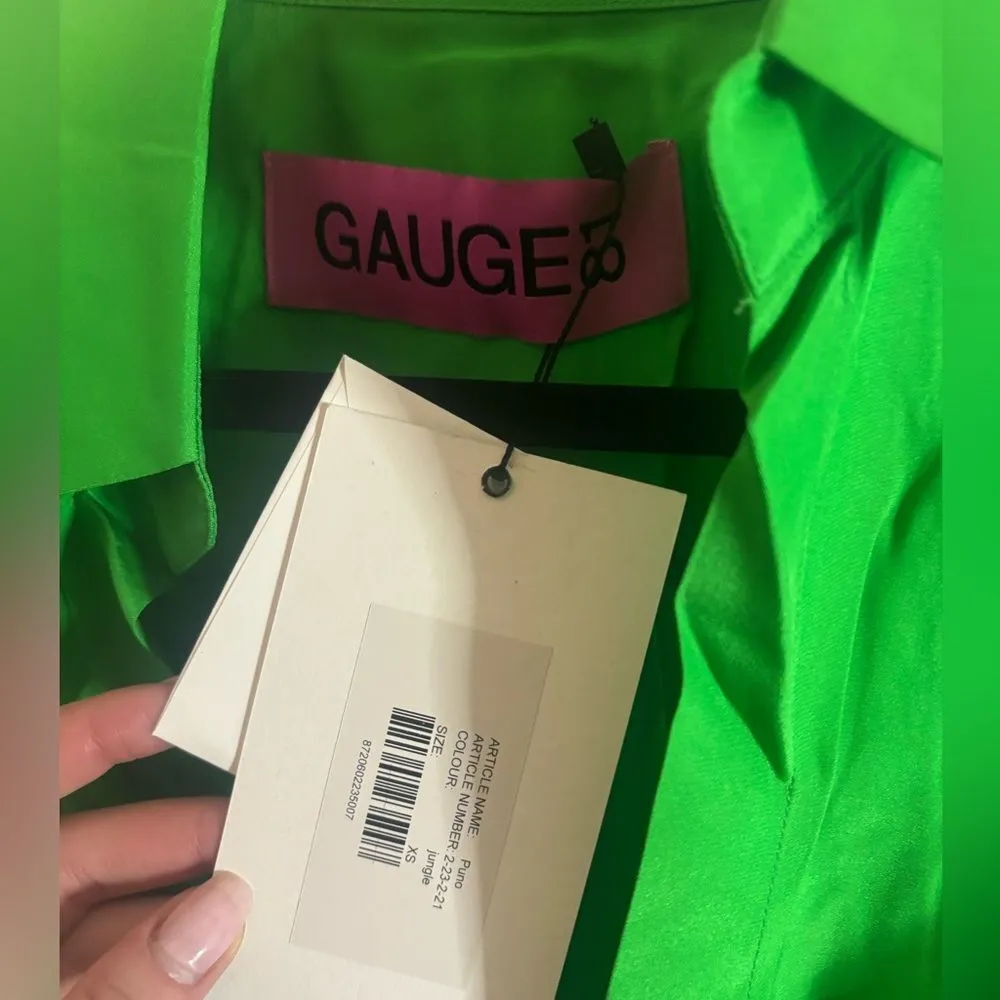 GAUGE81
ARTICLE NAME: Puno
ARTICLE NUMBER: 2-23-2-21
COLOUR: jungle
SIZE: XS
8720602235007